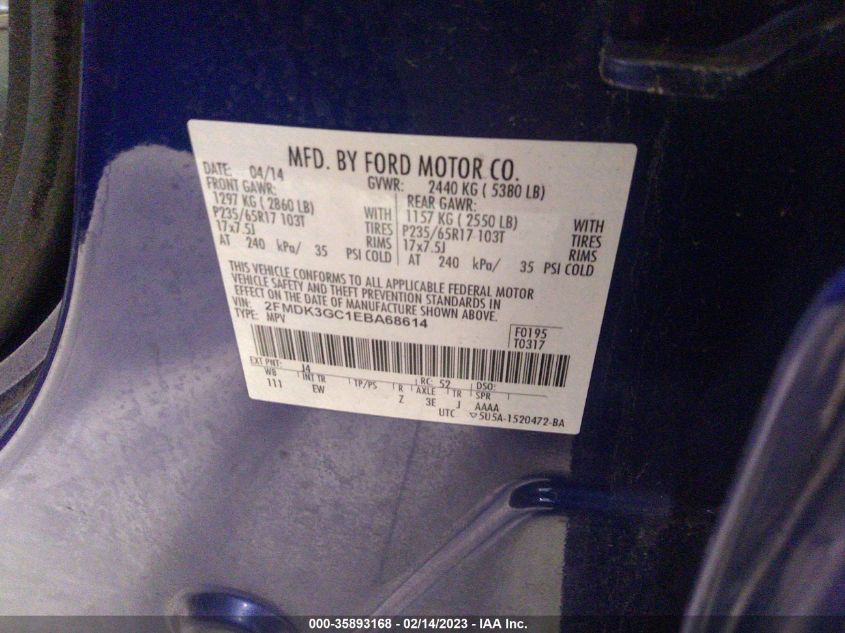 MFD. BY FORD MOTOR CO.
DATE: 04/14 GVWR: 2440 KG ( 5380 LB)
FRONT GAWR: REAR GAWR:
1297 KG ( 2860 LB) WITH 1157 KG ( 2550 LB) WITH
P235/65R17 103T TIRES P235/65R17 103T TIRES
17x7.5J RIMS 17x7.5J RIMS
AT 240 kPa/ 35 PSI COLD AT 240 kPa/ 35 PSI COLD
THIS VEHICLE CONFORMS TO ALL APPLICABLE FEDERAL MOTOR
VEHICLE SAFETY AND THEFT PREVENTION STANDARDS IN
EFFECT ON THE DATE OF MANUFACTURE SHOWN ABOVE.
VIN: 2FMDK3GC1EBA68614
TYPE: MPV
F0195
T0317
EXT PNT: J4 RC: 52 DSO:
WB INT TR TP/PS R AXLE TR SPR
111 EW Z 3E J AAAA
UTC ▽5U5A-1520472-BA
000-35893168 - 02/14/2023 - IAA Inc.